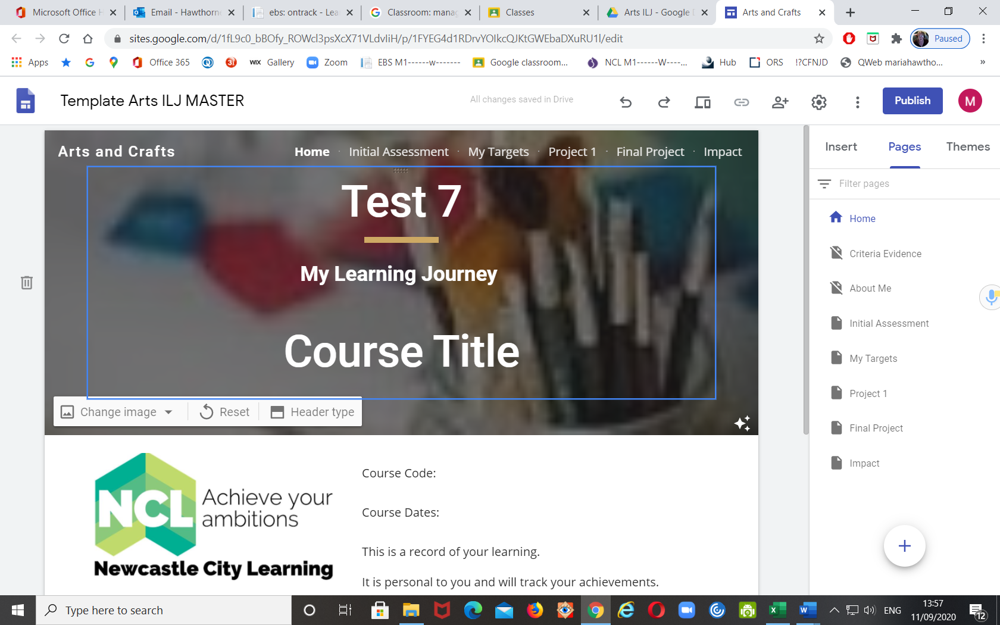 Microsoft Office H
Email - Hawthorne
ebs: ontrack - Lea
Classroom: manag
Classes
Arts ILJ - Google D
Arts and Crafts
sites.google.com/d/1fL9c0_bBOfy_ROWcl3psXcX71VLdvIiH/p/1FYEG4d1RDrvYOIkcQJKtGWEbaDXuRU1l/edit
Paused
Apps
Office 365
31
WIX Gallery
Zoom
EBS M1------w-------
Google classroom...
NCL M1------W----...
Hub
ORS
!?CFNJD
QWeb mariahawtho...
»
Template Arts ILJ MASTER
All changes saved in Drive
Publish
M
Arts and Crafts
Home · Initial Assessment · My Targets · Project 1 · Final Project · Impact
Test 7
My Learning Journey
Course Title
Change image
Reset
Header type
NCL
Achieve your
ambitions
Newcastle City Learning
Course Code:
Course Dates:
This is a record of your learning.
It is personal to you and will track your achievements.
Insert
Pages
Themes
Filter pages
Home
Criteria Evidence
About Me
Initial Assessment
My Targets
Project 1
Final Project
Impact
Type here to search
ENG
13:57
11/09/2020
12